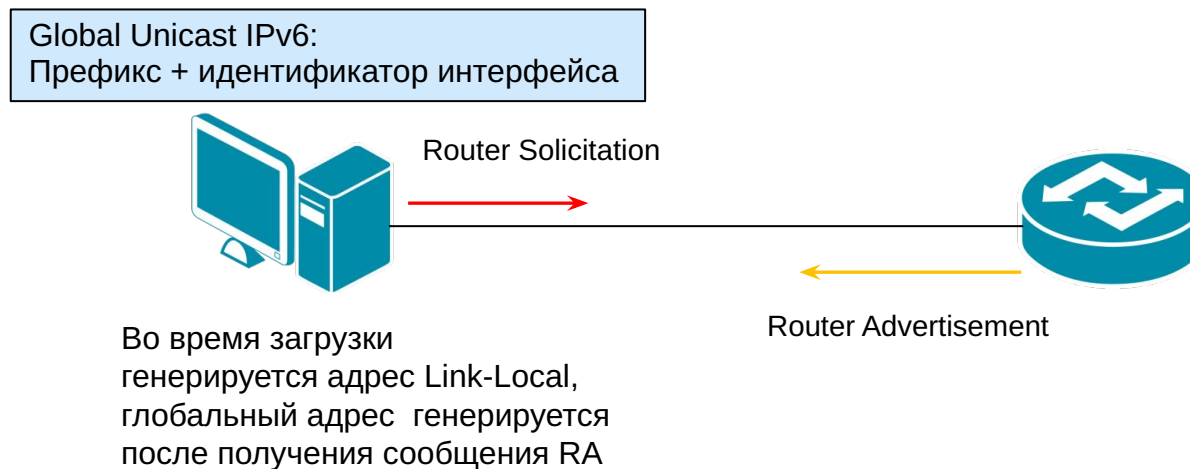 Global Unicast IPv6:
Префикс + идентификатор интерфейса
Router Solicitation
Router Advertisement
Во время загрузки
генерируется адрес Link-Local,
глобальный адрес  генерируется
после получения сообщения RA